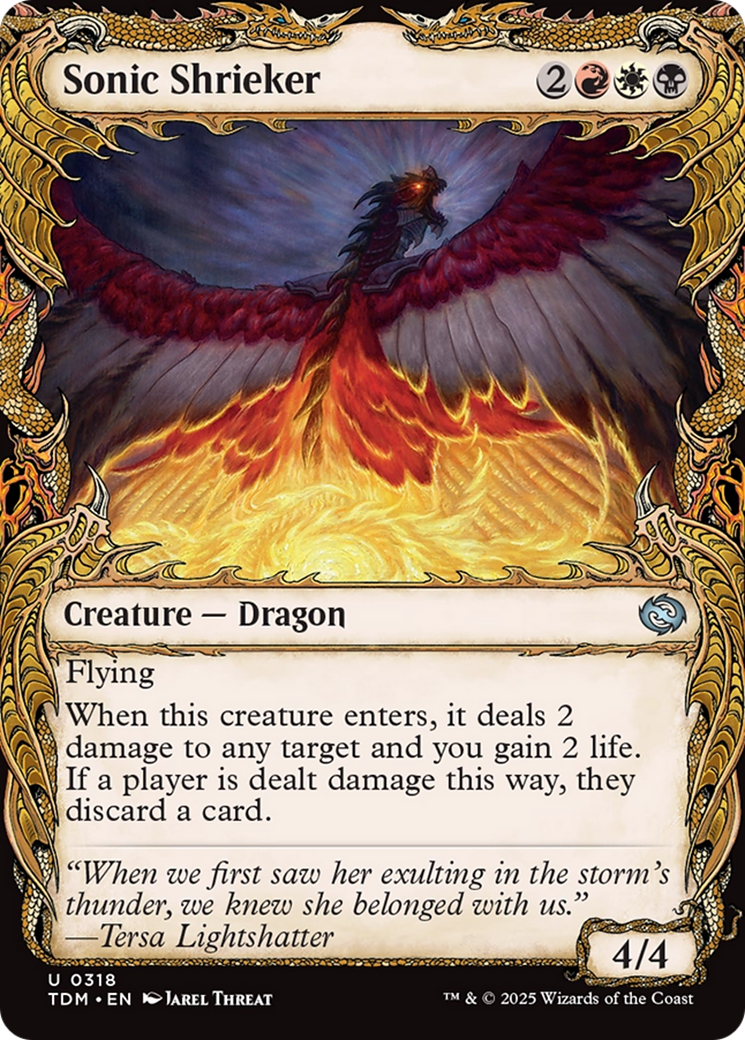 Sonic Shrieker 2
Creature — Dragon
Flying
When this creature enters, it deals 2
damage to any target and you gain 2 life.
If a player is dealt damage this way, they
discard a card.
“When we first saw her exulting in the storm’s
thunder, we knew she belonged with us.”
—Tersa Lightshatter
4/4
U 0318
TDM • EN Jarel Threat
™ & © 2025 Wizards of the Coast